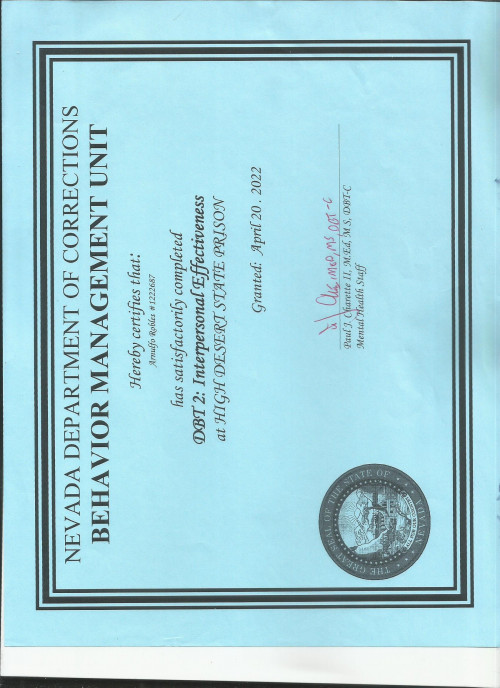 NEVADA DEPARTMENT OF CORRECTIONS
BEHAVIOR MANAGEMENT UNIT
Hereby certifies that:
Arnulfo Robles #1222687
has satisfactorily completed
DBT 2: Interpersonal Effectiveness
at HIGH DESERT STATE PRISON
Granted: April 20 . 2022
Paul J. Charette II, M.Ed, M.S, DBT-C
Mental Health Staff
THE GREAT SEAL OF THE STATE OF NEVADA